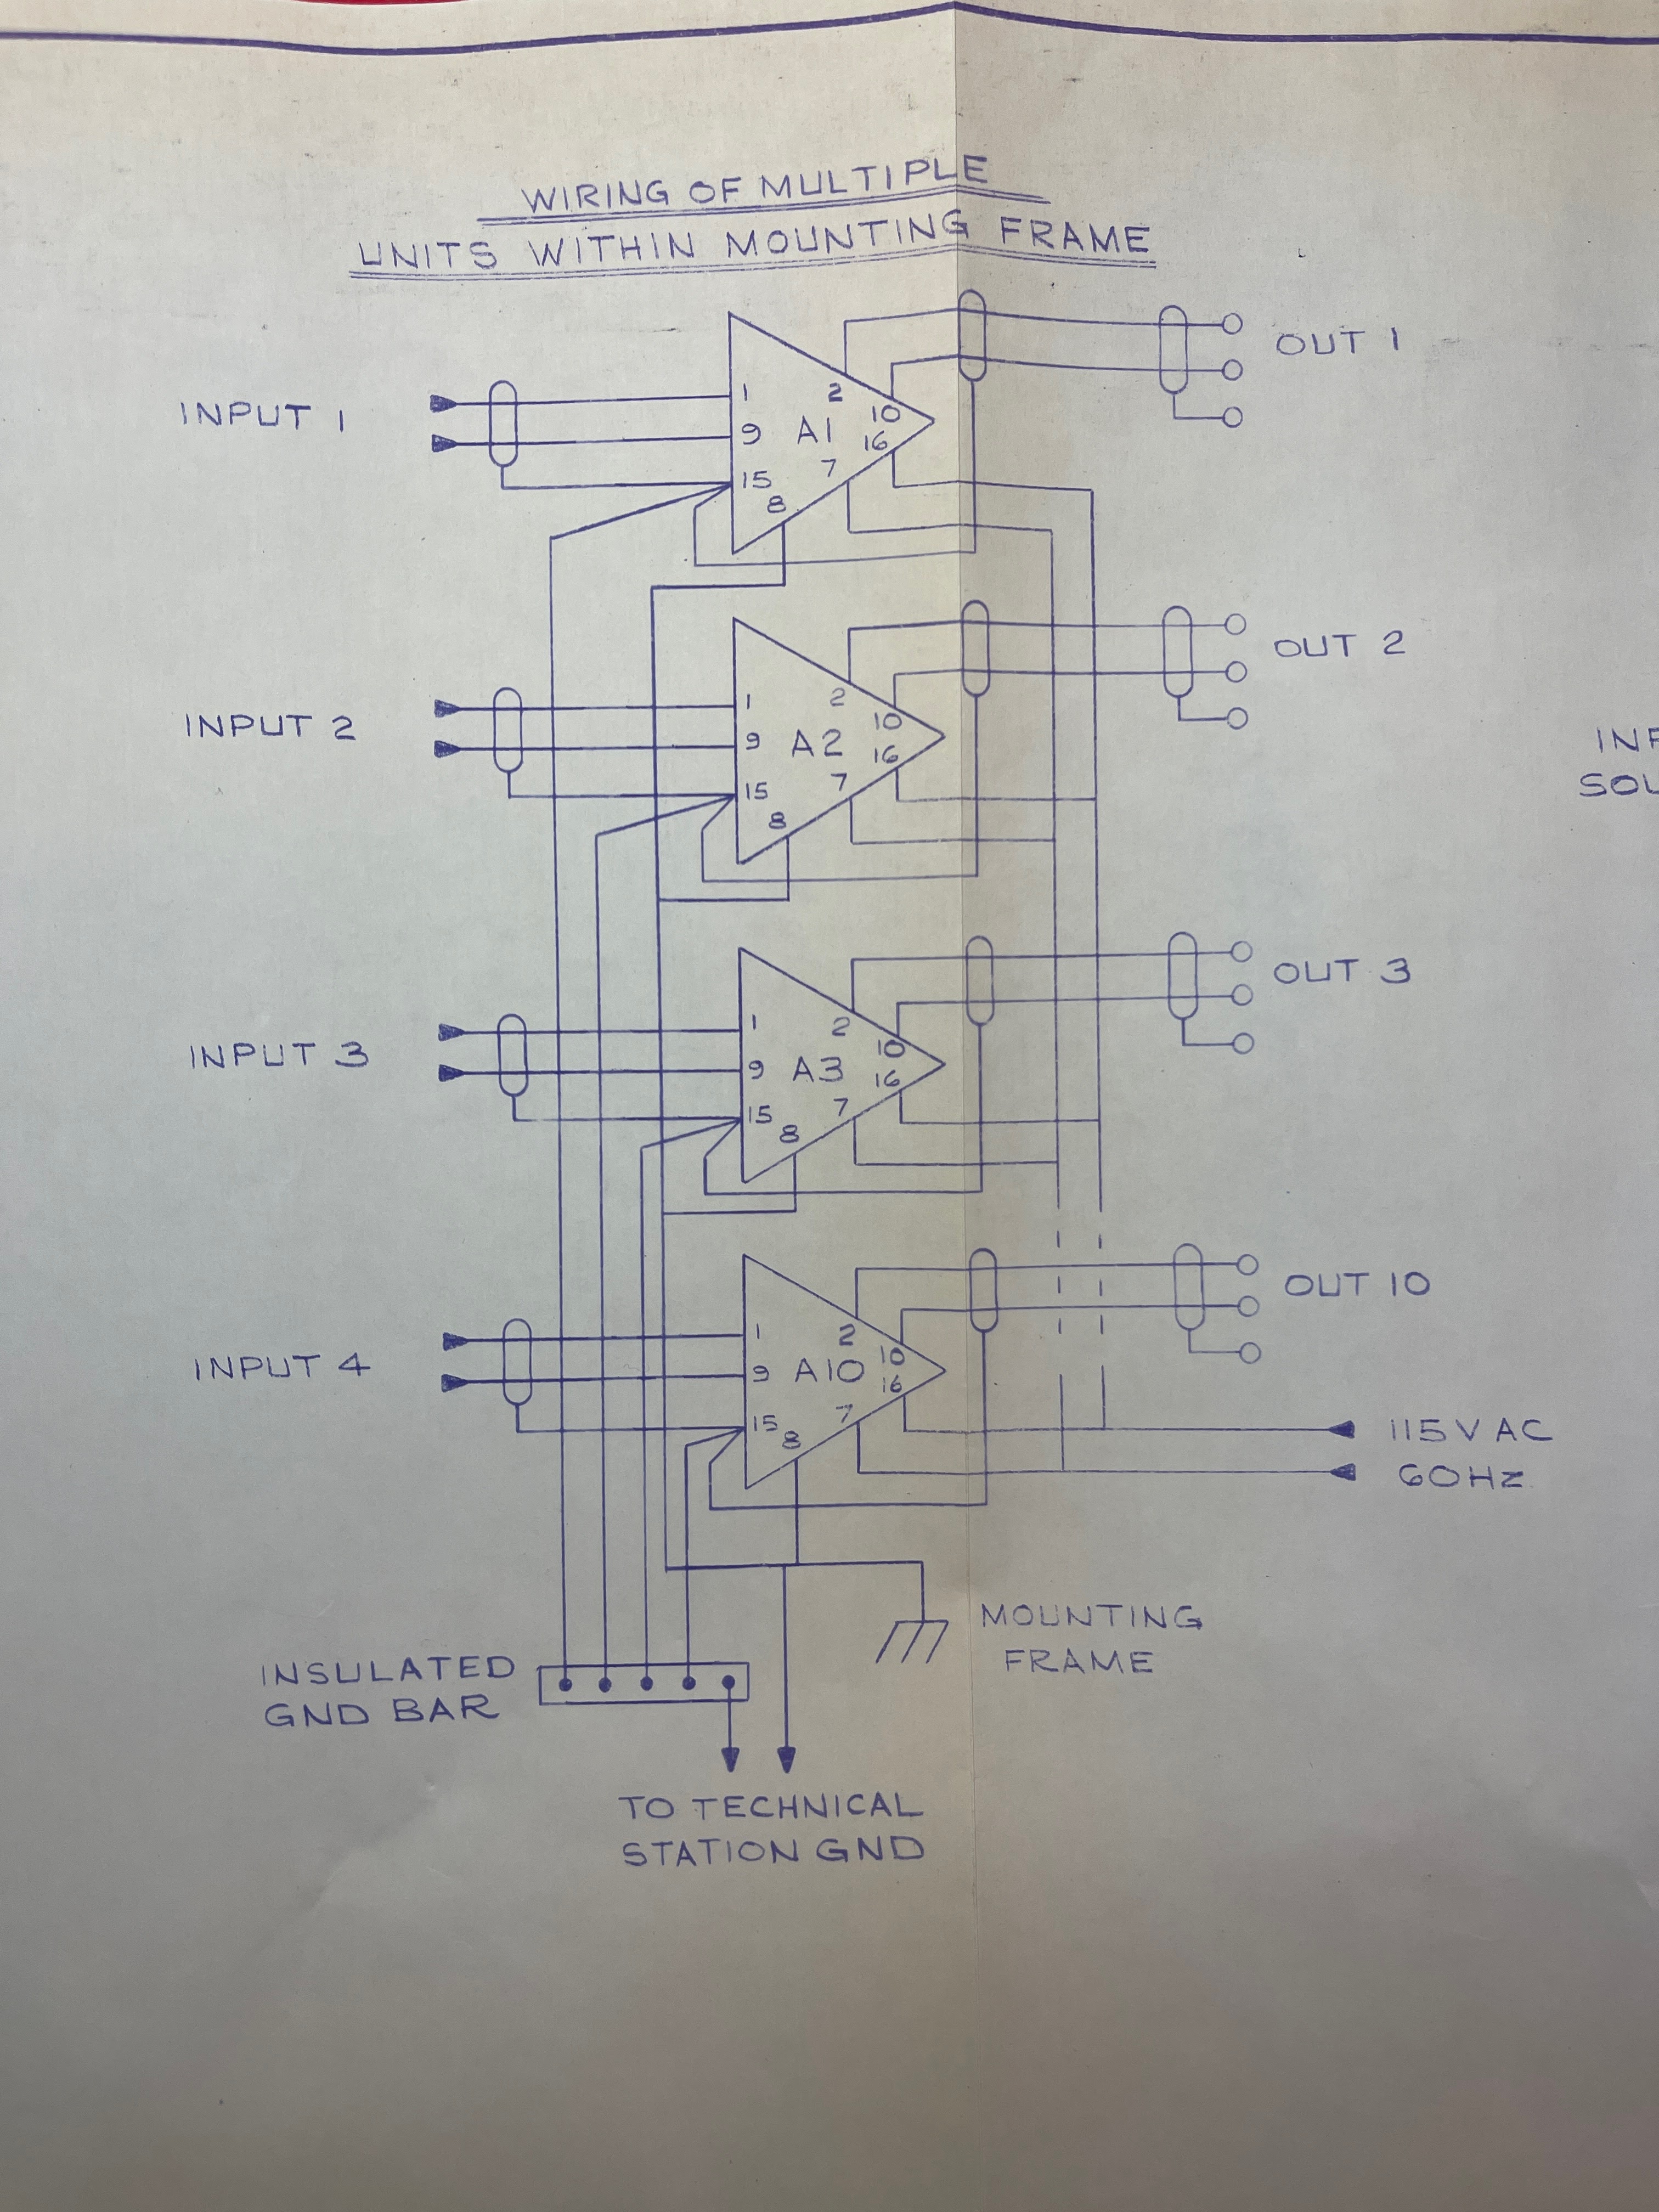 WIRING OF MULTIPLE
UNITS WITHIN MOUNTING FRAME
INPUT 1
1
9
15
8
A1
2
10
16
7
OUT 1
INPUT 2
1
9
15
8
A2
2
10
16
7
OUT 2
INPUT 3
1
9
15
8
A3
2
10
16
7
OUT 3
INPUT 4
1
9
15
8
A10
2
10
16
7
OUT 10
115V AC
60HZ
MOUNTING
FRAME
INSULATED
GND BAR
TO TECHNICAL
STATION GND